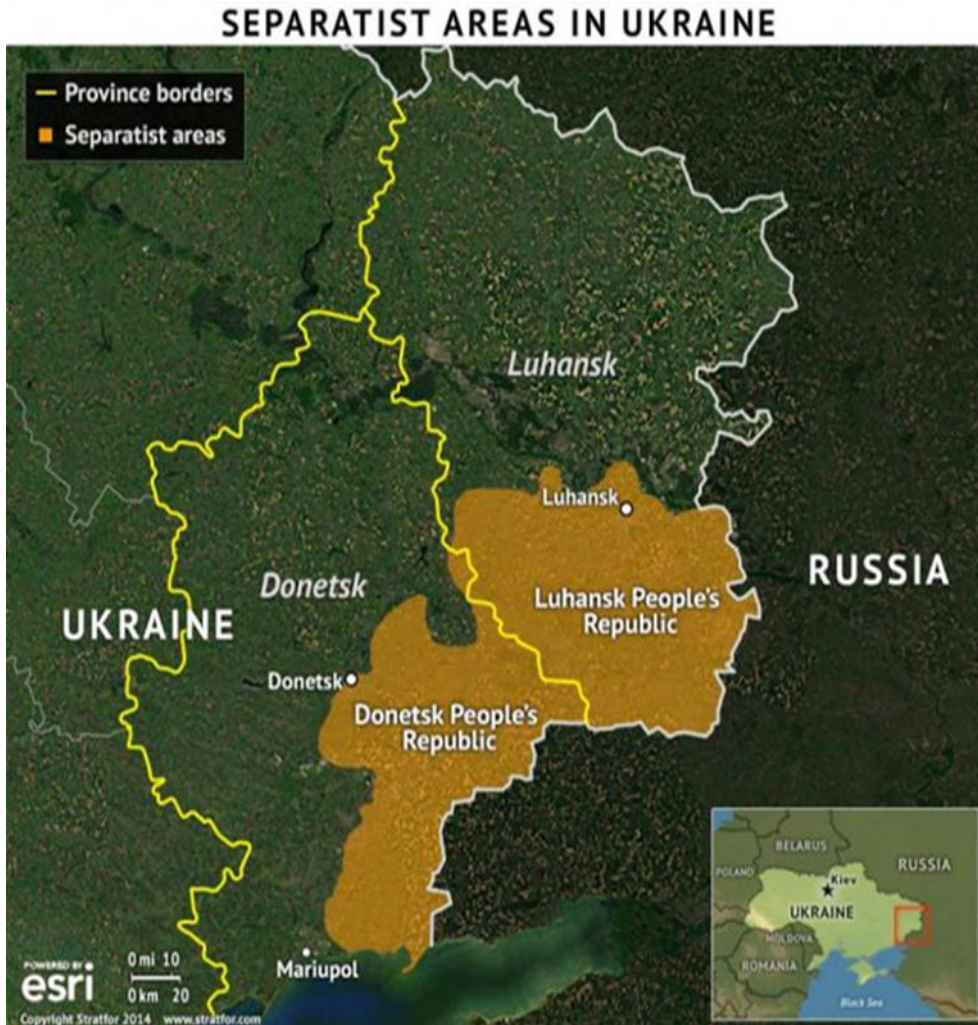 SEPARATIST AREAS IN UKRAINE
Province borders
Separatist areas
Luhansk
Luhansk
Donetsk
UKRAINE
RUSSIA
Luhansk People's
Republic
Donetsk
Donetsk People's
Republic
Mariupol
POWERED BY
esri
0 mi 10
0 km 20
Copyright Stratfor 2014 www.stratfor.com
BELARUS
POLAND
RUSSIA
Kiev
UKRAINE
MOLDOVA
ROMANIA
Black Sea